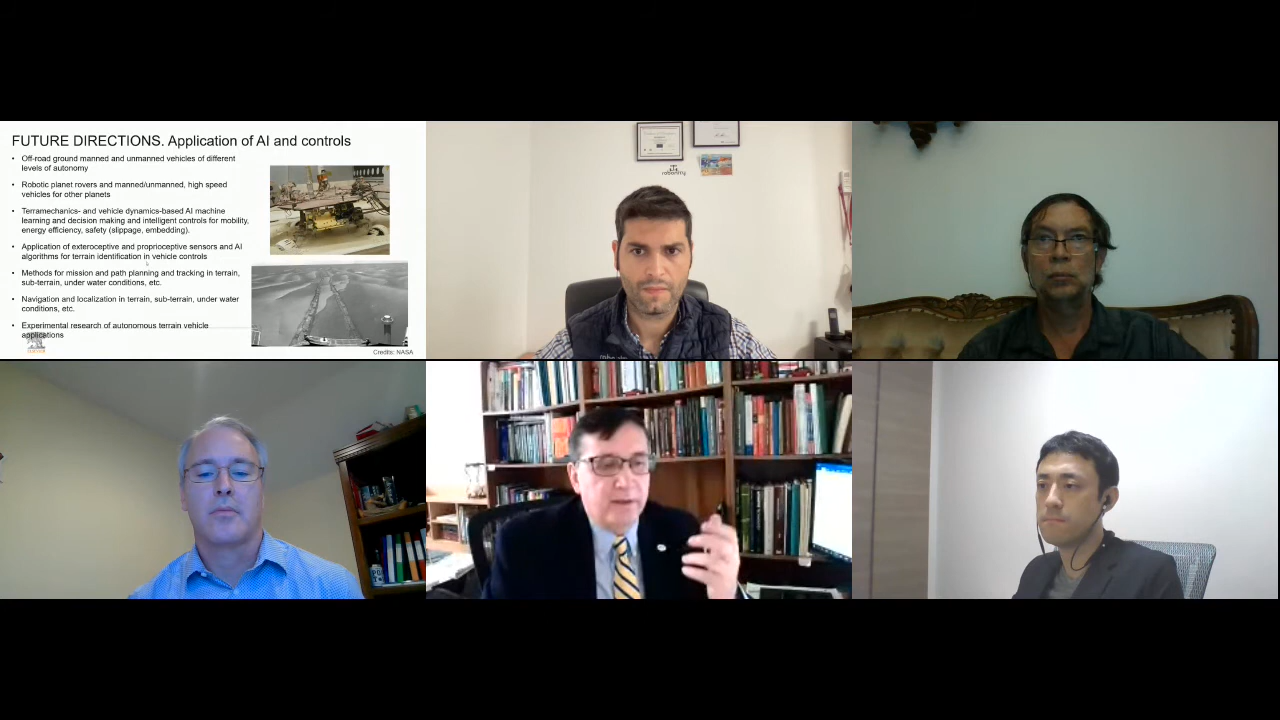 FUTURE DIRECTIONS. Application of AI and controls
• Off-road ground manned and unmanned vehicles of different
levels of autonomy
• Robotic planet rovers and manned/unmanned, high speed
vehicles for other planets
• Terramechanics- and vehicle dynamics-based AI machine
learning and decision making and intelligent controls for mobility,
energy efficiency, safety (slippage, embedding).
• Application of exteroceptive and proprioceptive sensors and AI
algorithms for terrain identification in vehicle controls
• Methods for mission and path planning and tracking in terrain,
sub-terrain, under water conditions, etc.
• Navigation and localization in terrain, sub-terrain, under water
conditions, etc.
• Experimental research of autonomous terrain vehicle
applications
ELSEVIER
Credits: NASA
robonity